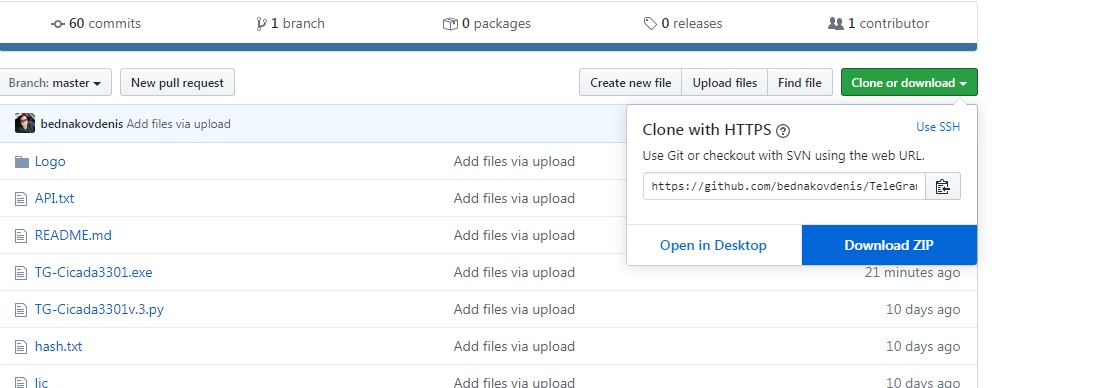 60 commits 1 branch 0 packages 0 releases 1 contributor
Branch: master New pull request Create new file Upload files Find file Clone or download
bednakovdenis Add files via upload
Clone with HTTPS Use SSH
Use Git or checkout with SVN using the web URL.
https://github.com/bednakovdenis/TeleGra
Open in Desktop Download ZIP
Logo Add files via upload
API.txt Add files via upload
README.md Add files via upload
TG-Cicada3301.exe Add files via upload 21 minutes ago
TG-Cicada3301v.3.py Add files via upload 10 days ago
hash.txt Add files via upload 10 days ago
lic Add files via upload 10 days ago